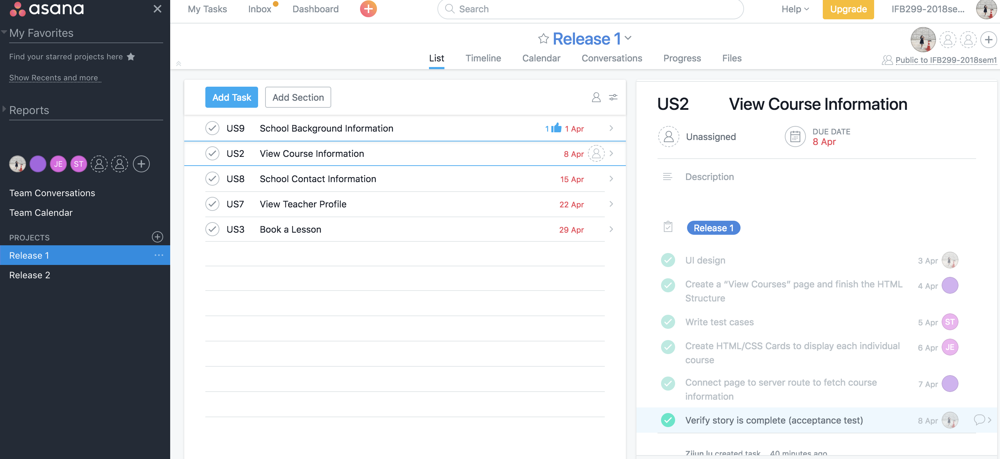 asana
My Tasks
Inbox
Dashboard
Search
Help
Upgrade
IFB299-2018se...
My Favorites
Find your starred projects here
Show Recents and more
Reports
JE
ST
Team Conversations
Team Calendar
PROJECTS
Release 1
Release 2
Release 1
List
Timeline
Calendar
Conversations
Progress
Files
Public to IFB299-2018sem1
Add Task
Add Section
US9 School Background Information 1 1 Apr
US2 View Course Information 8 Apr
US8 School Contact Information 15 Apr
US7 View Teacher Profile 22 Apr
US3 Book a Lesson 29 Apr
US2 View Course Information
Unassigned
DUE DATE
8 Apr
Description
Release 1
UI design 3 Apr
Create a “View Courses” page and finish the HTML 4 Apr
Structure
Write test cases 5 Apr ST
Create HTML/CSS Cards to display each individual 6 Apr JE
course
Connect page to server route to fetch course 7 Apr
information
Verify story is complete (acceptance test) 8 Apr
Zijun lu created task. 40 minutes ago